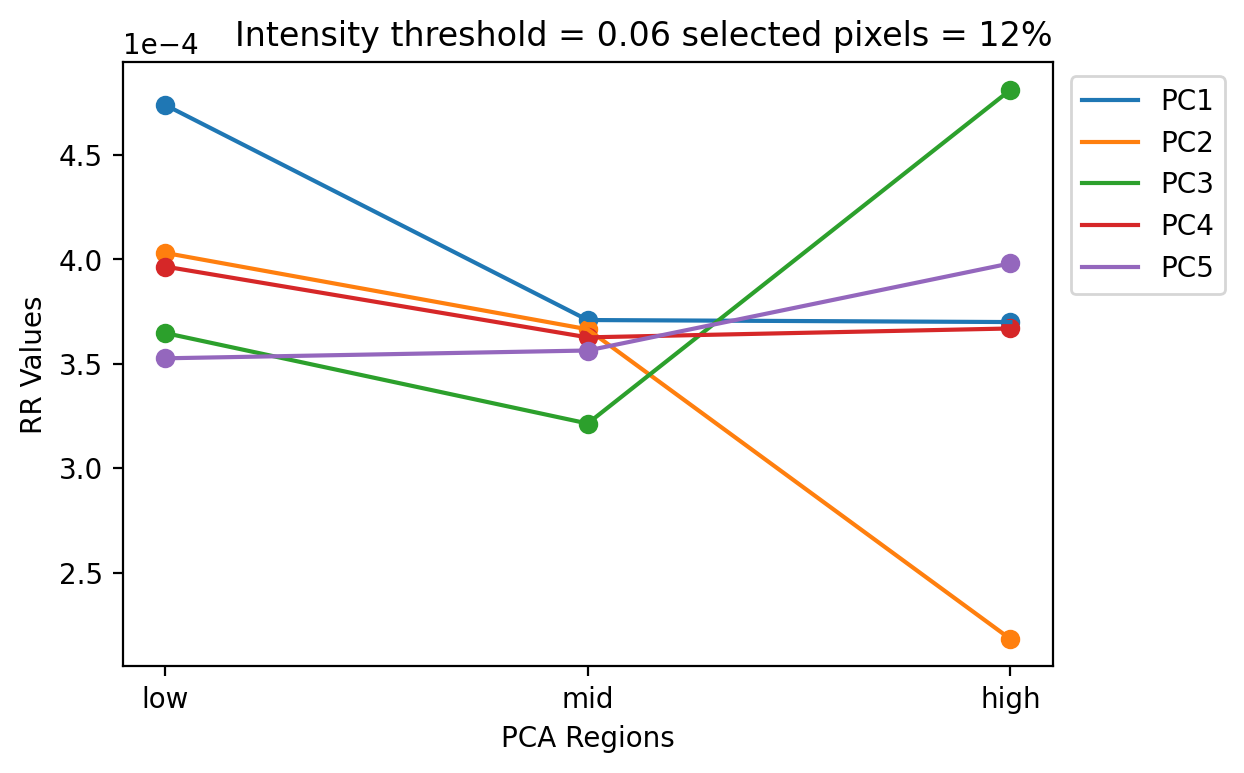 Intensity threshold = 0.06 selected pixels = 12%
1e−4
4.5
4.0
3.5
3.0
2.5
RR Values
low
mid
high
PCA Regions
PC1
PC2
PC3
PC4
PC5